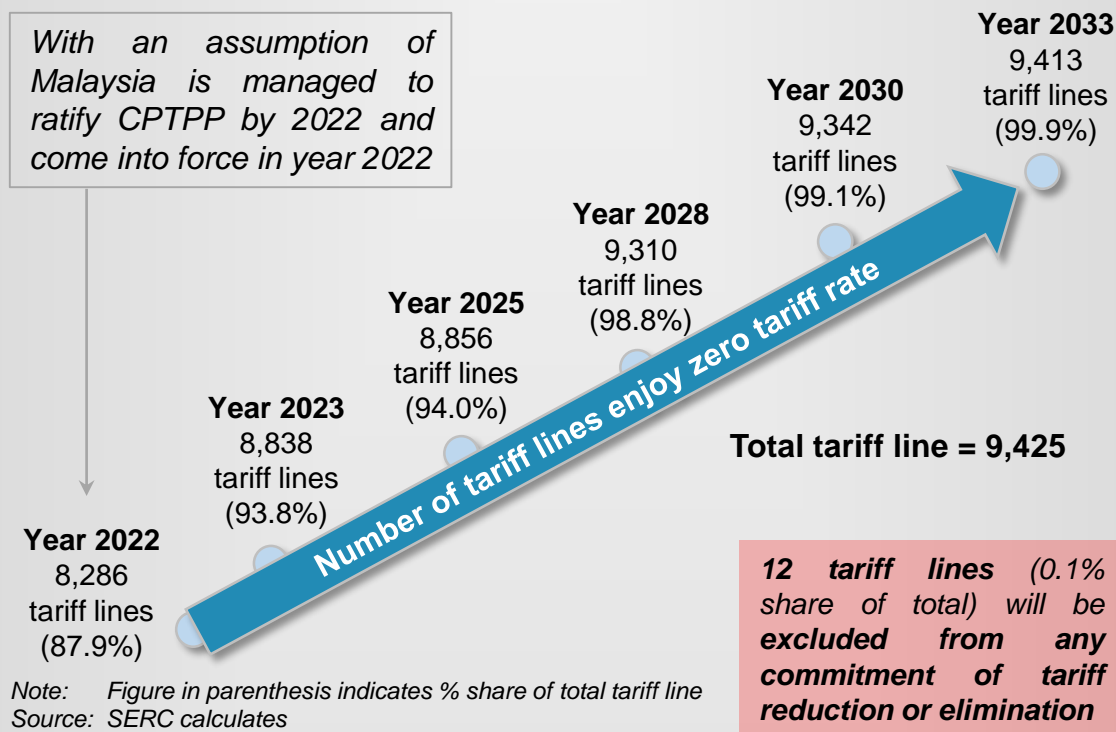 With an assumption of
Malaysia is managed to
ratify CPTPP by 2022 and
come into force in year 2022
Year 2033
9,413
tariff lines
(99.9%)
Year 2030
9,342
tariff lines
(99.1%)
Year 2028
9,310
tariff lines
(98.8%)
Year 2025
8,856
tariff lines
(94.0%)
Year 2023
8,838
tariff lines
(93.8%)
Year 2022
8,286
tariff lines
(87.9%)
Number of tariff lines enjoy zero tariff rate
Total tariff line = 9,425
12 tariff lines (0.1%
share of total) will be
excluded from any
commitment of tariff
reduction or elimination
Note: Figure in parenthesis indicates % share of total tariff line
Source: SERC calculates